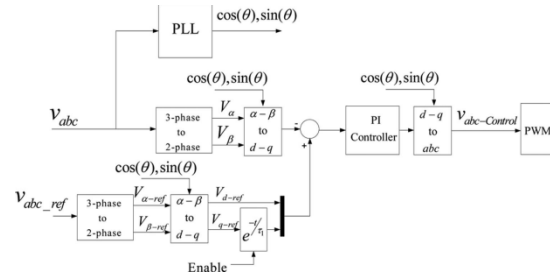 cos(θ),sin(θ)
PLL
cos(θ),sin(θ)
cos(θ),sin(θ)
v_abc
3-phase
to
2-phase
V_α
V_β
α−β
to
d-q
-
+
PI
Controller
d-q
to
abc
v_abc-Control
PWM
cos(θ),sin(θ)
v_abc_ref
3-phase
to
2-phase
V_α-ref
V_β-ref
α−β
to
d-q
V_d-ref
V_q-ref
e^-t/τ₁
Enable